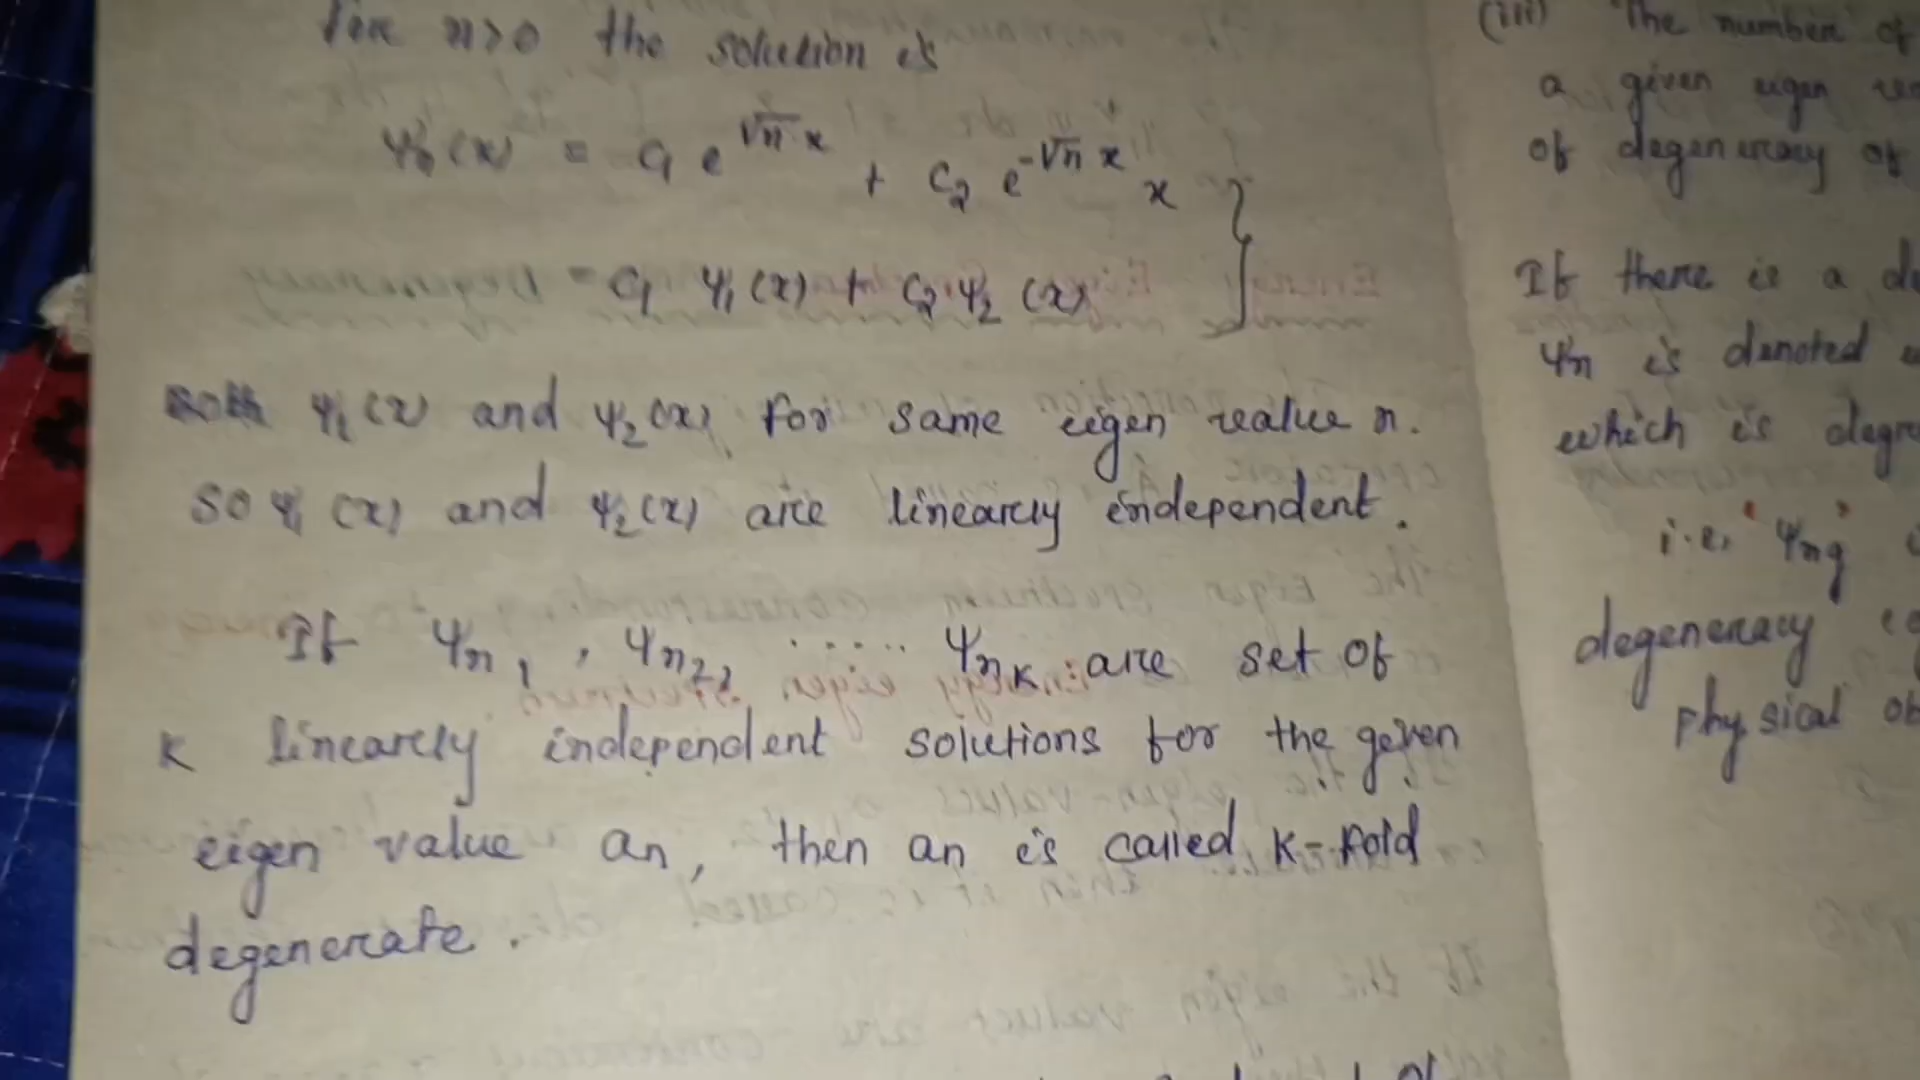 For n>0 the solution is
ψn(x) = C1 e^√n x + C2 e^-√n x x
= C1 ψ1(x) + C2 ψ2(x)
Both ψ1(x) and ψ2(x) for same eigen value n.
so ψ1(x) and ψ2(x) are linearly independent.
If ψn1, ψn2, ..... ψnk are set of
K linearly independent solutions for the given
eigen value an, then an is called K-fold
degenerate.
(iii) The number of
a given eigen
of degeneracy of
If there is a
ψn is denoted
which is
i.e. 'ψng'
degeneracy
physical